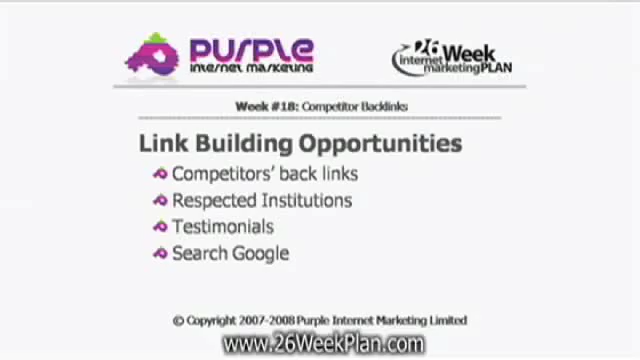 PURPLE
INTERNET MARKETING
26 Week
internet
marketingPLAN
Week #18: Competitor Backlinks
Link Building Opportunities
Competitors' back links
Respected Institutions
Testimonials
Search Google
© Copyright 2007-2008 Purple Internet Marketing Limited
www.26WeekPlan.com